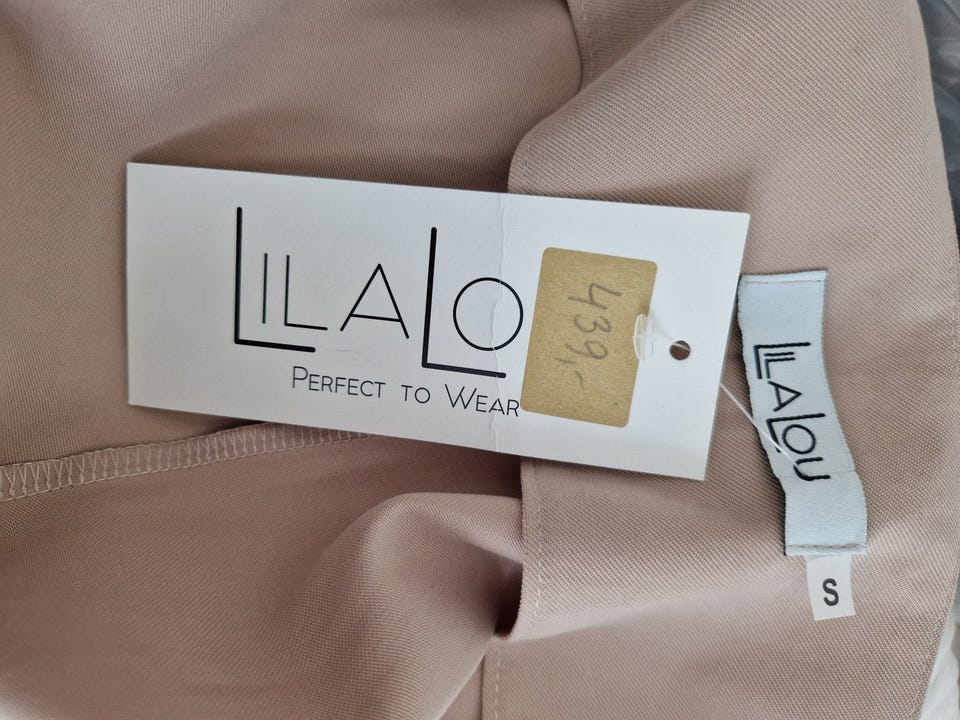 LILALO
PERFECT TO WEAR
439,-
LILALOU
S